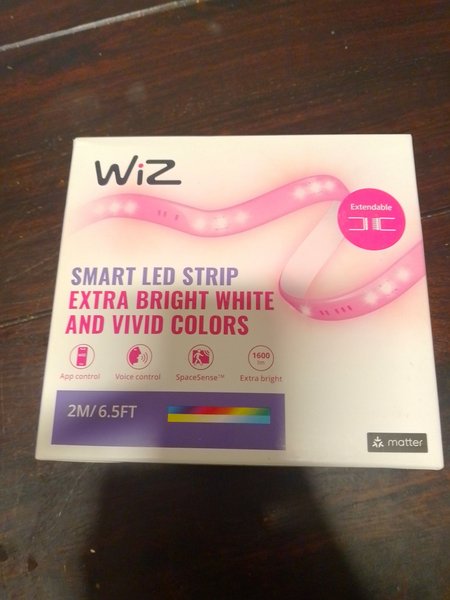 WiZ
Extendable
SMART LED STRIP
EXTRA BRIGHT WHITE
AND VIVID COLORS
1600
lm
App control
Voice control
SpaceSense™
Extra bright
2M/6.5FT
matter